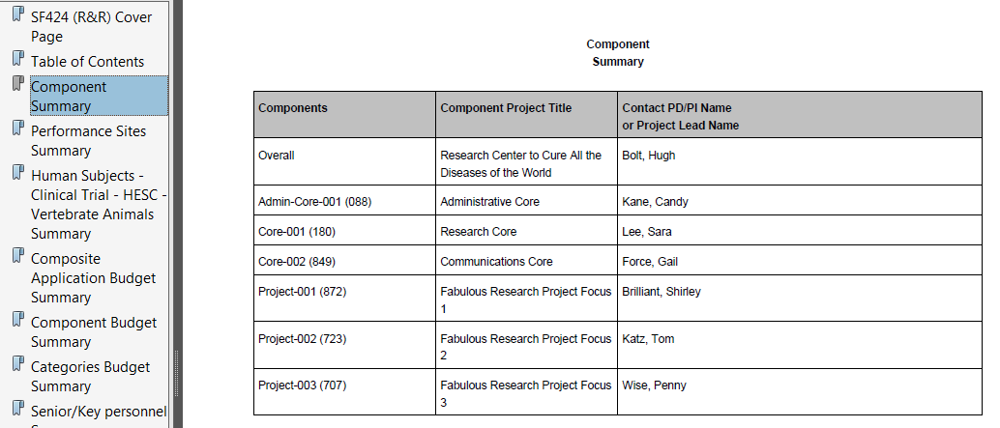 SF424 (R&R) Cover
Page
Table of Contents
Component
Summary
Performance Sites
Summary
Human Subjects -
Clinical Trial - HESC -
Vertebrate Animals
Summary
Composite
Application Budget
Summary
Component Budget
Summary
Categories Budget
Summary
Senior/Key personnel
Component
Summary
Components Component Project Title Contact PD/PI Name
or Project Lead Name
Overall Research Center to Cure All the Bolt, Hugh
Diseases of the World
Admin-Core-001 (088) Administrative Core Kane, Candy
Core-001 (180) Research Core Lee, Sara
Core-002 (849) Communications Core Force, Gail
Project-001 (872) Fabulous Research Project Focus Brilliant, Shirley
1
Project-002 (723) Fabulous Research Project Focus Katz, Tom
2
Project-003 (707) Fabulous Research Project Focus Wise, Penny
3